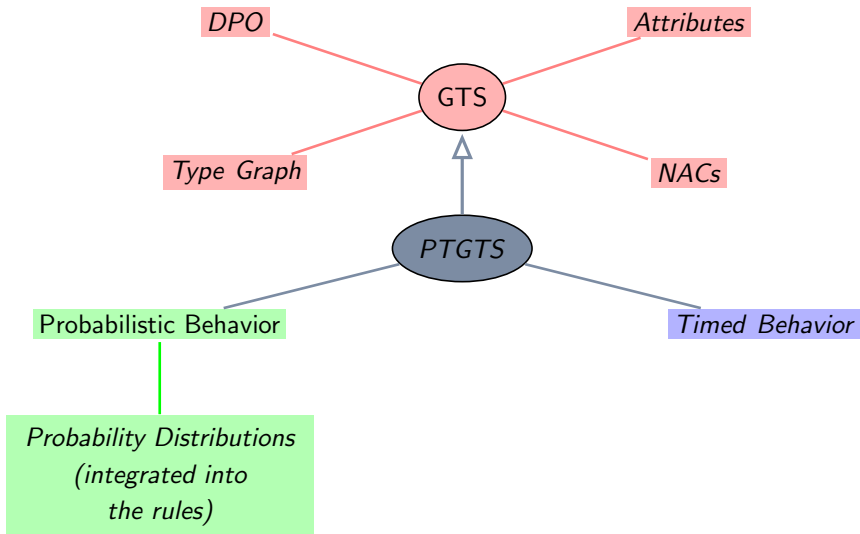 DPO
Attributes
GTS
Type Graph
NACs
PTGTS
Probabilistic Behavior
Timed Behavior
Probability Distributions
(integrated into
the rules)